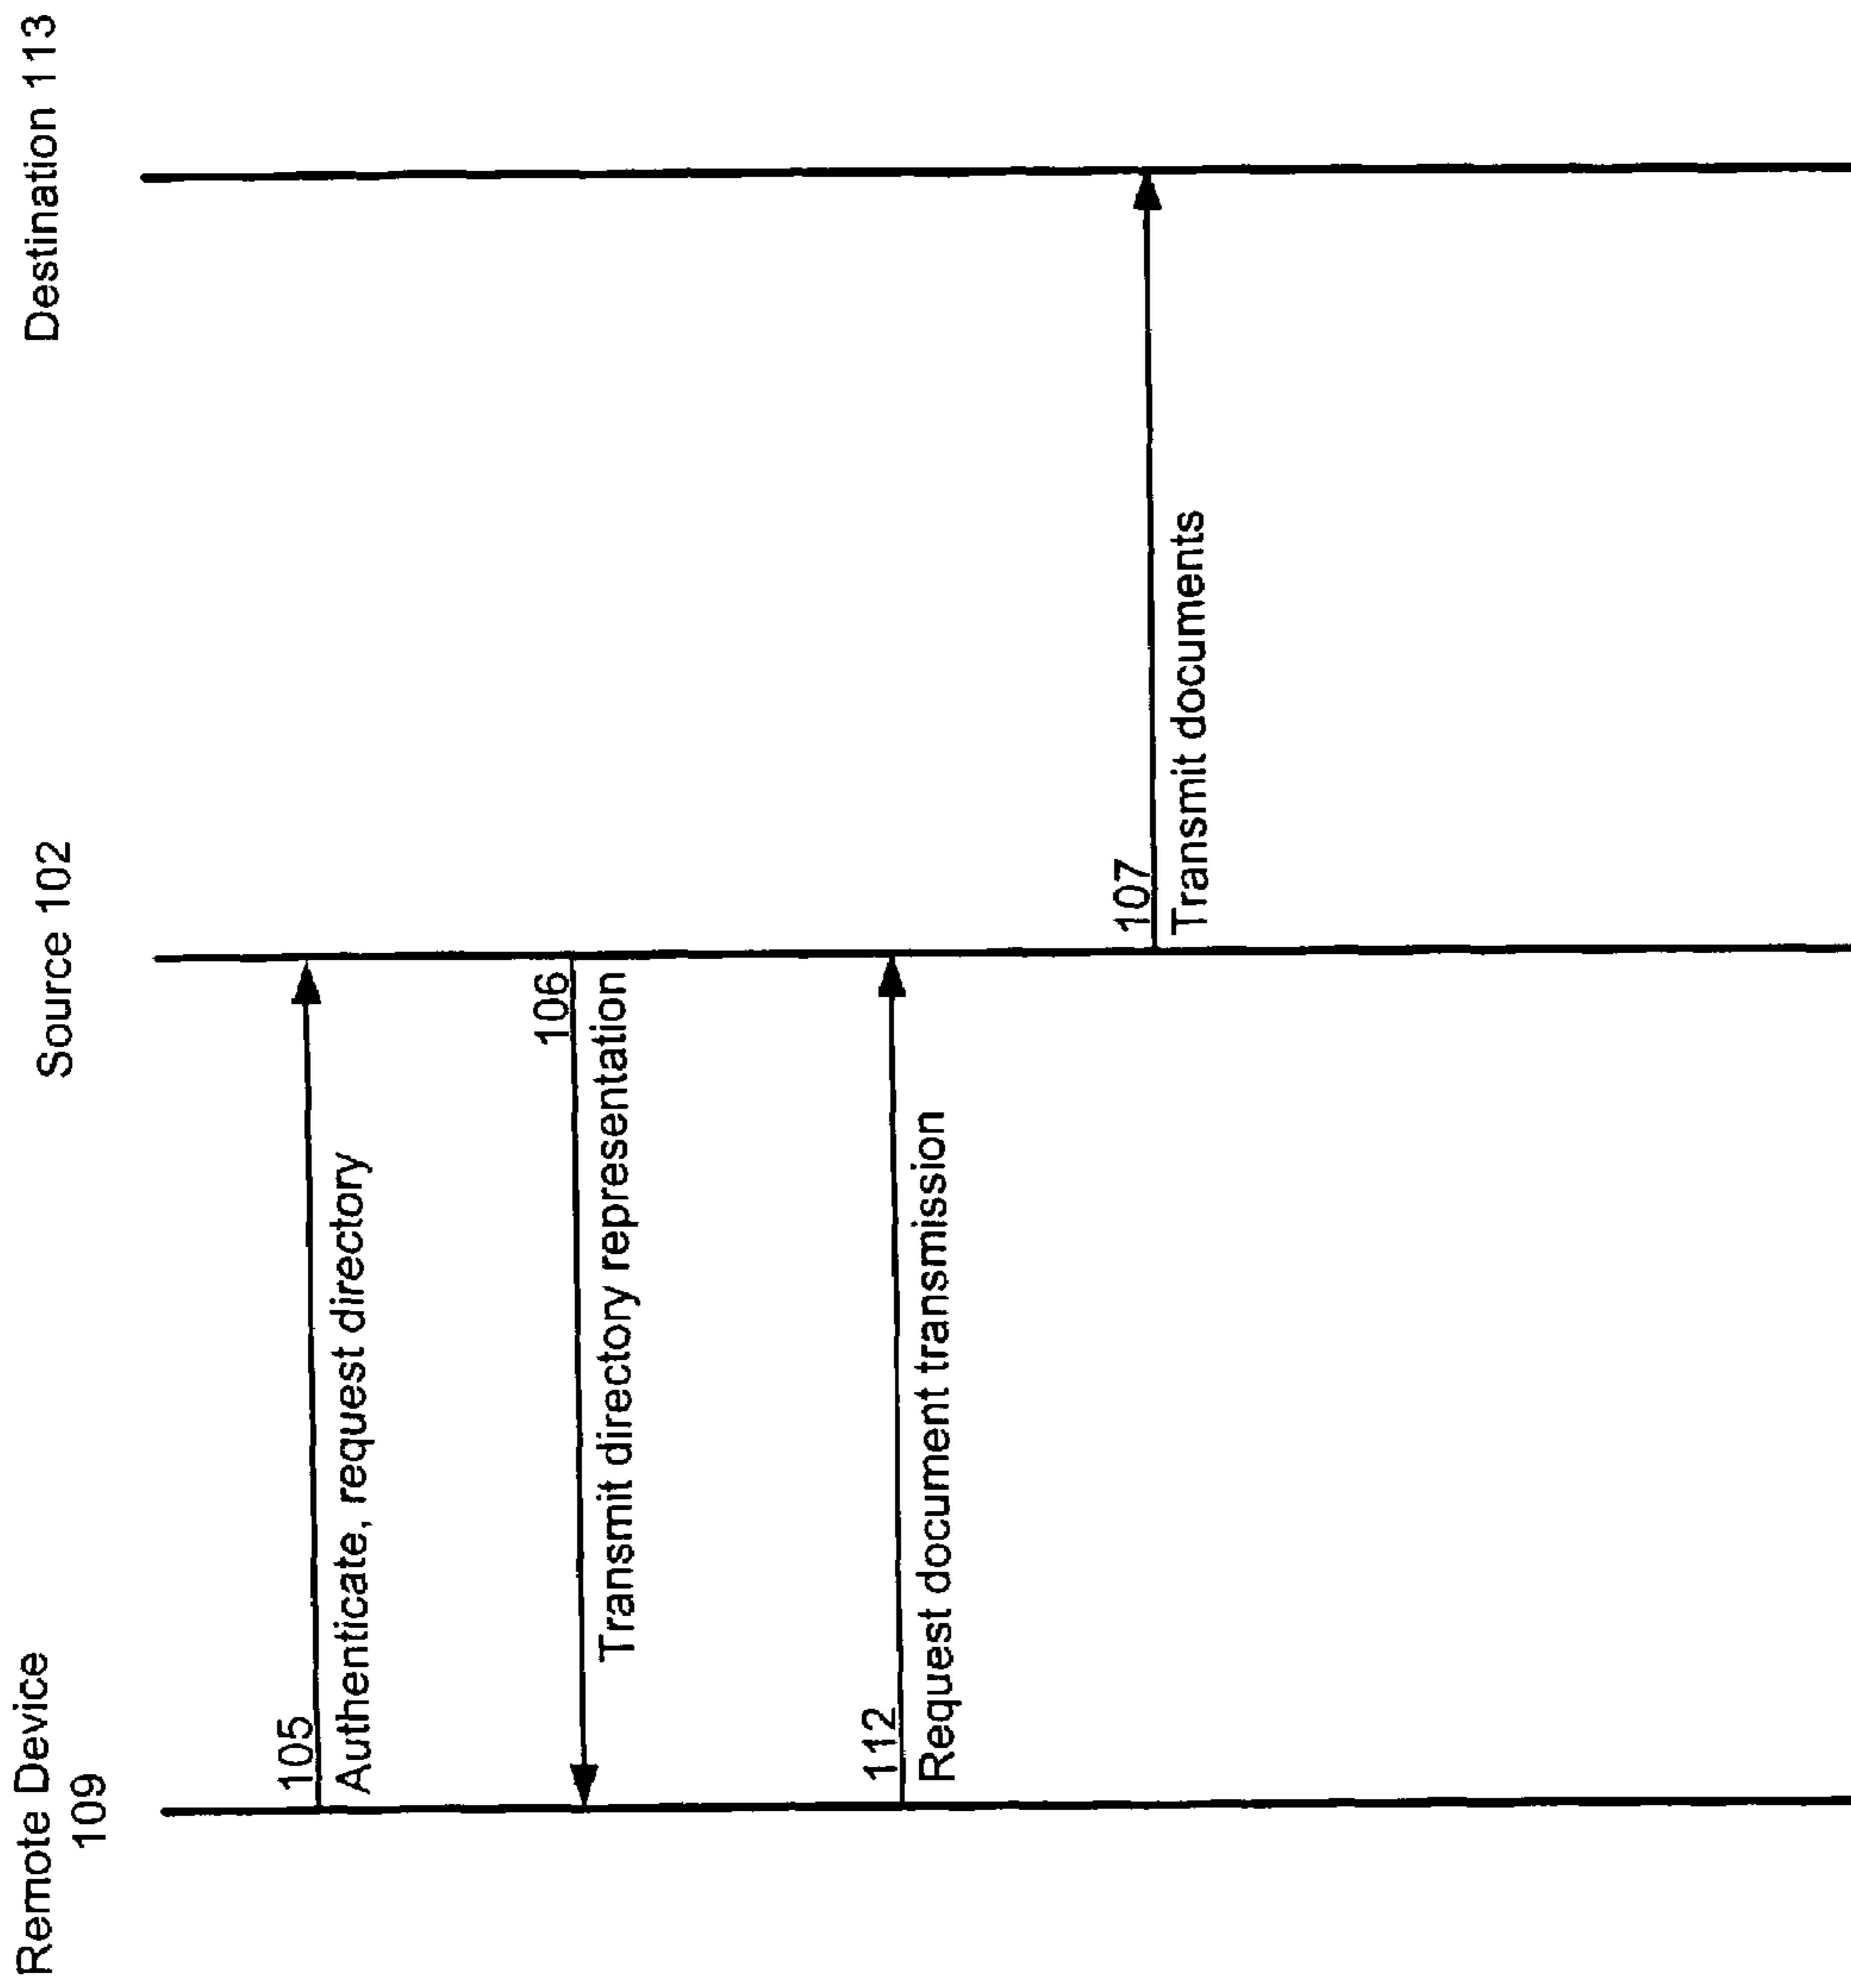 Remote Device
109
Source 102
Destination 113
105
Authenticate, request directory
106
Transmit directory representation
112
Request document transmission
107
Transmit documents